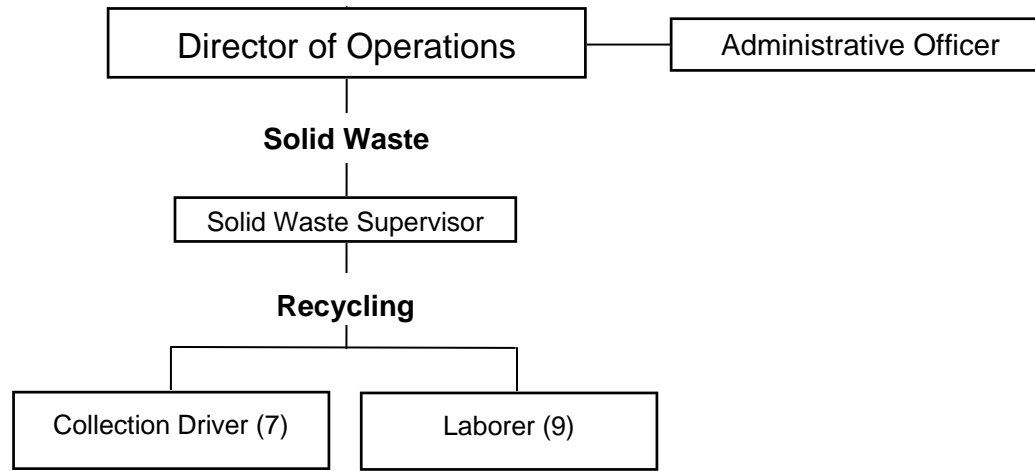 Director of Operations
Administrative Officer
Solid Waste
Solid Waste Supervisor
Recycling
Collection Driver (7)
Laborer (9)